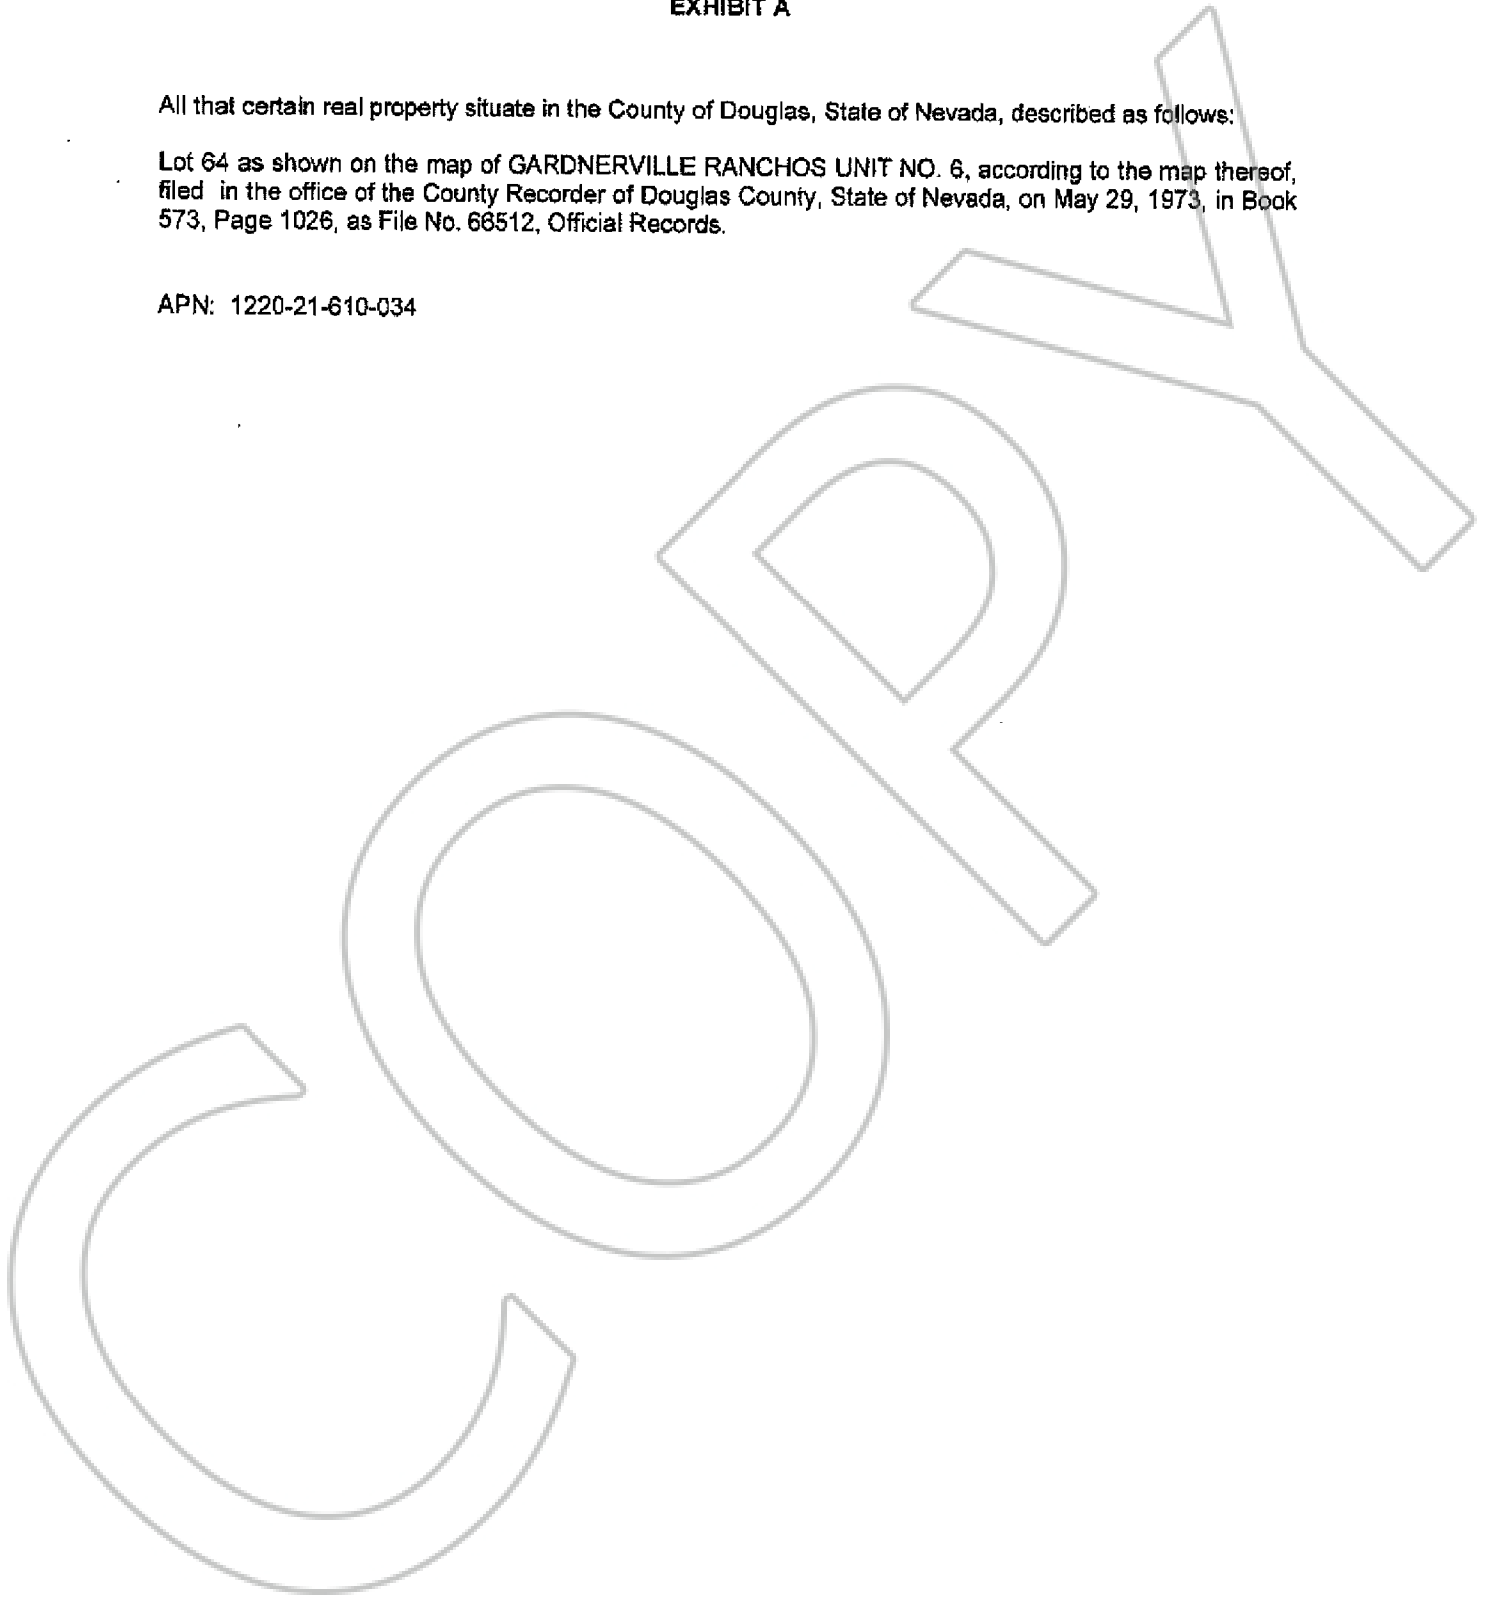 EXHIBIT A
All that certain real property situate in the County of Douglas, State of Nevada, described as follows:
Lot 64 as shown on the map of GARDNERVILLE RANCHOS UNIT NO. 6, according to the map thereof,
filed in the office of the County Recorder of Douglas County, State of Nevada, on May 29, 1973, in Book
573, Page 1026, as File No. 66512, Official Records.
APN: 1220-21-610-034
COPY